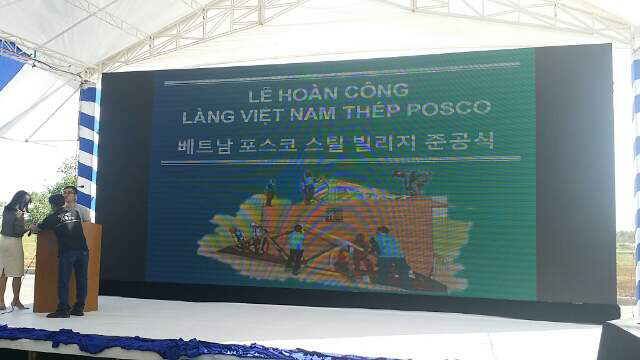 LỄ HOÀN CÔNG
LÀNG VIỆT NAM THÉP POSCO
베트남 포스코 스틸 빌리지 준공식